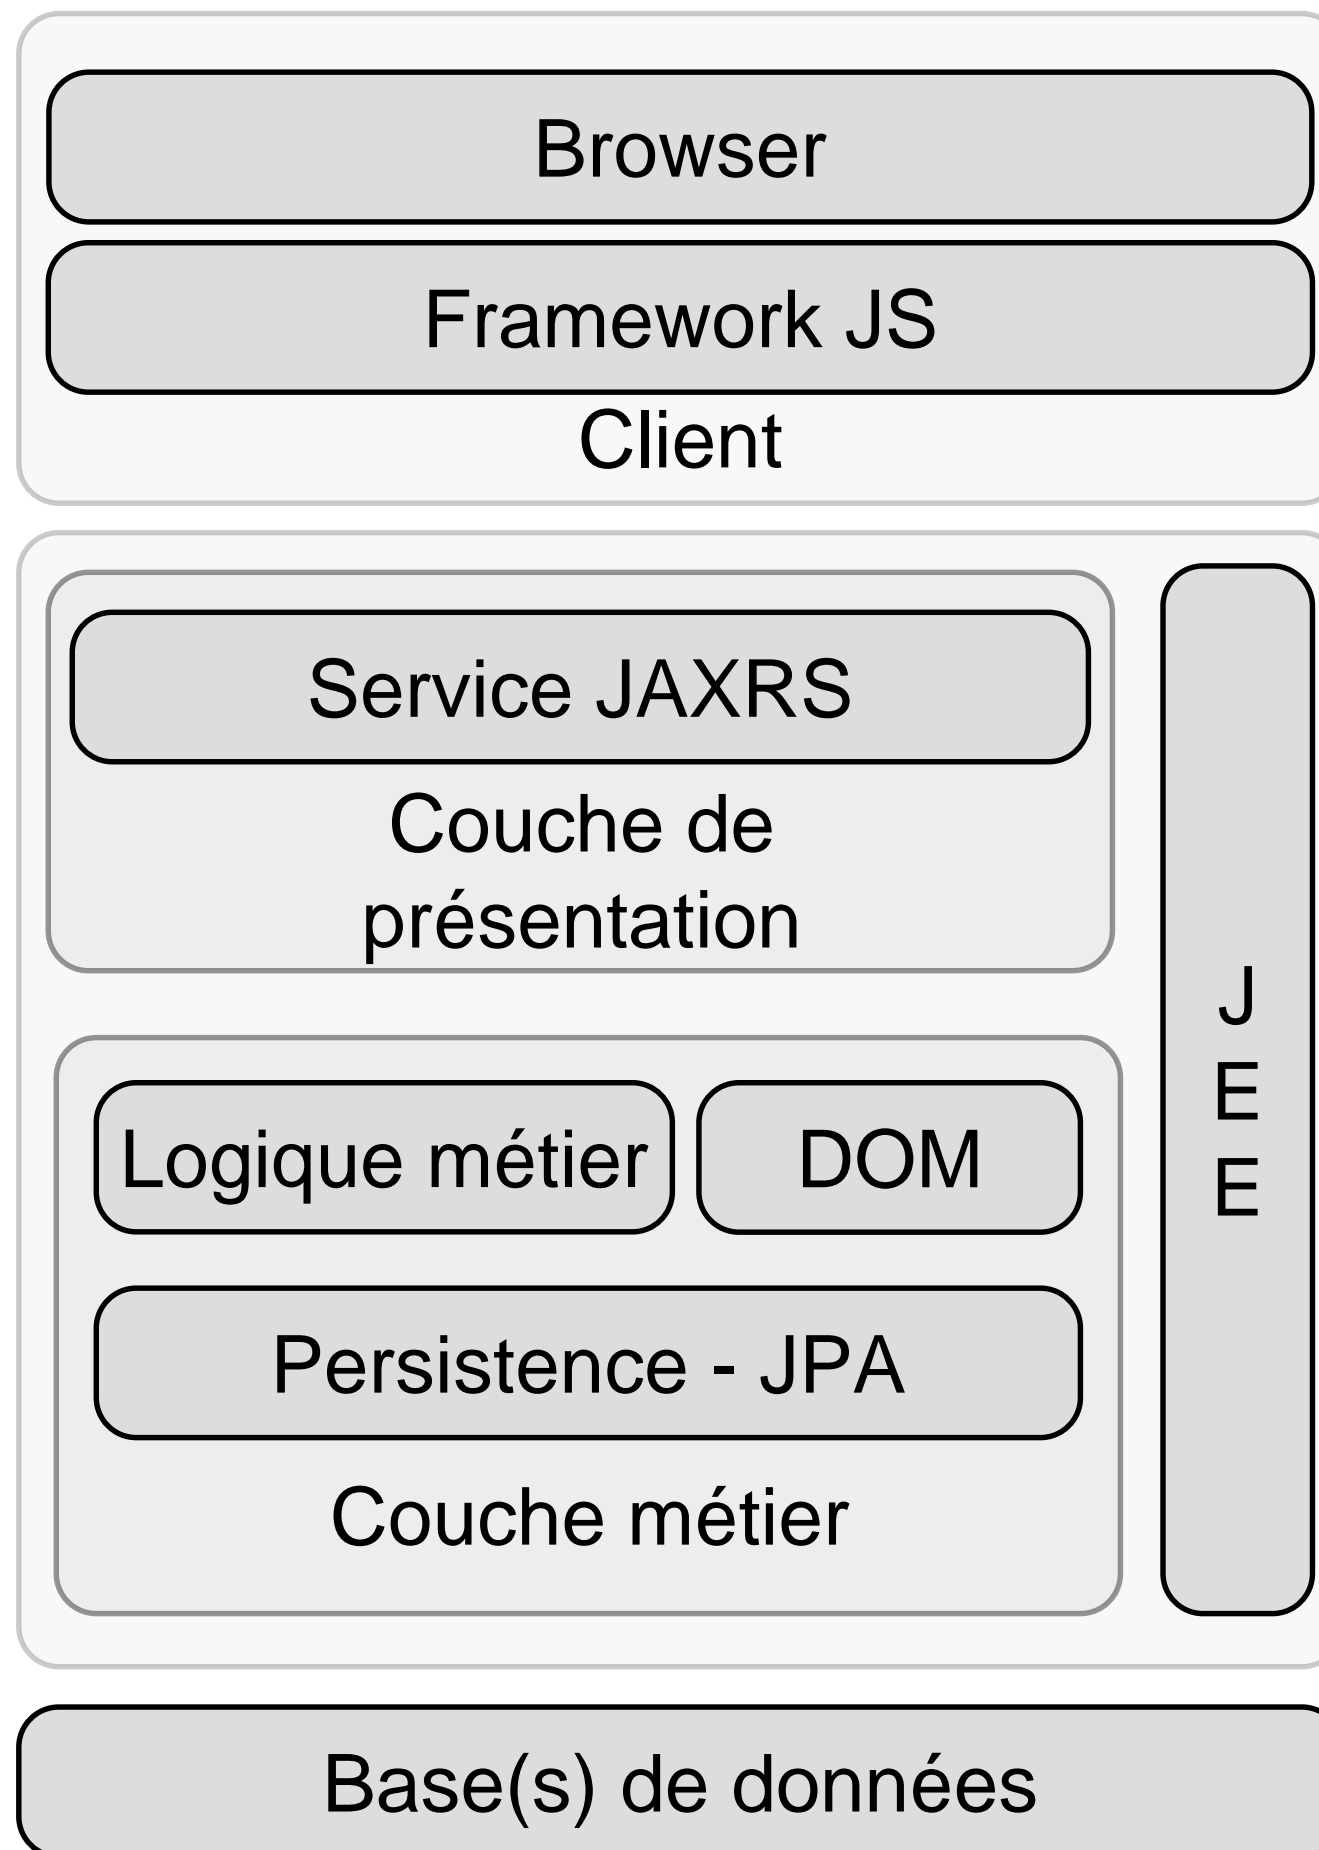 Browser
Framework JS
Client
Service JAXRS
Couche de
présentation
J
E
E
Logique métier
DOM
Persistence - JPA
Couche métier
Base(s) de données